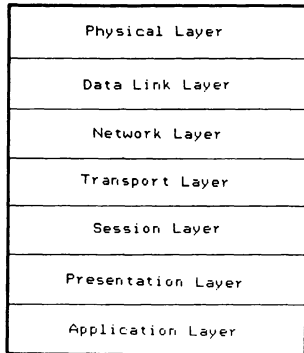 Physical Layer
Data Link Layer
Network Layer
Transport Layer
Session Layer
Presentation Layer
Application Layer